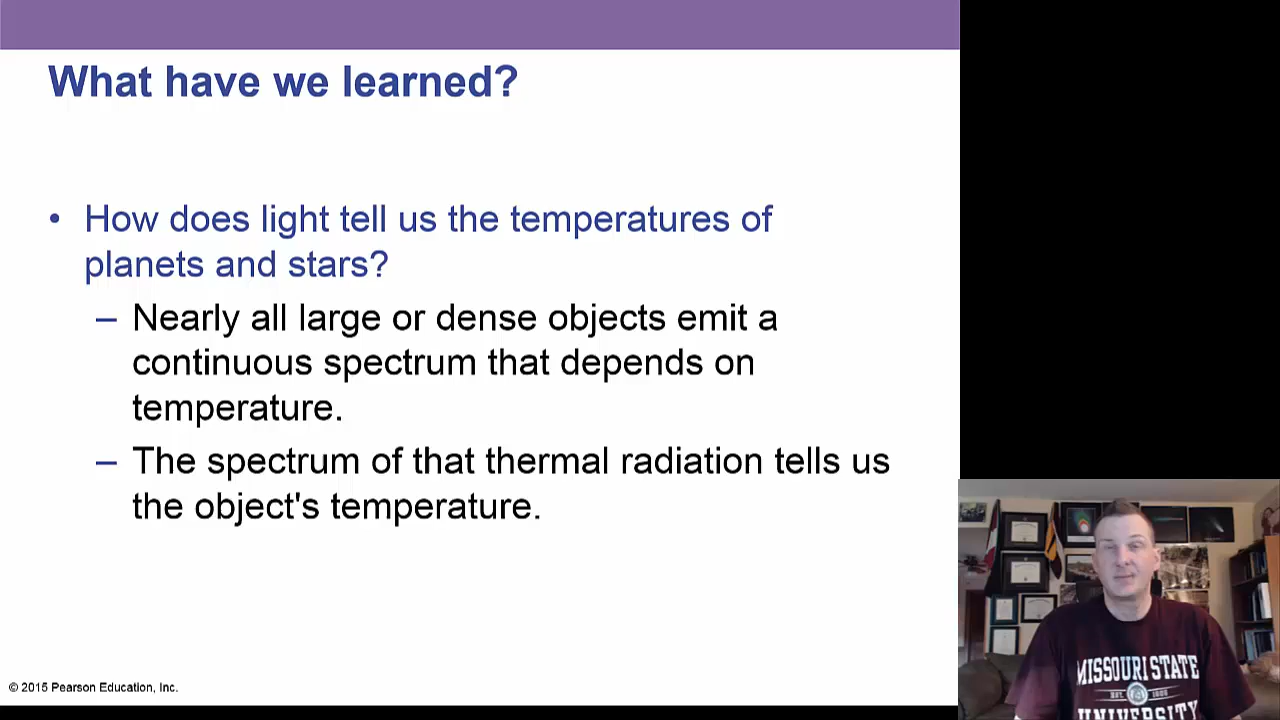 What have we learned?
• How does light tell us the temperatures of
planets and stars?
– Nearly all large or dense objects emit a
continuous spectrum that depends on
temperature.
– The spectrum of that thermal radiation tells us
the object's temperature.
© 2015 Pearson Education, Inc.
MISSOURI STATE
UNIVERSITY